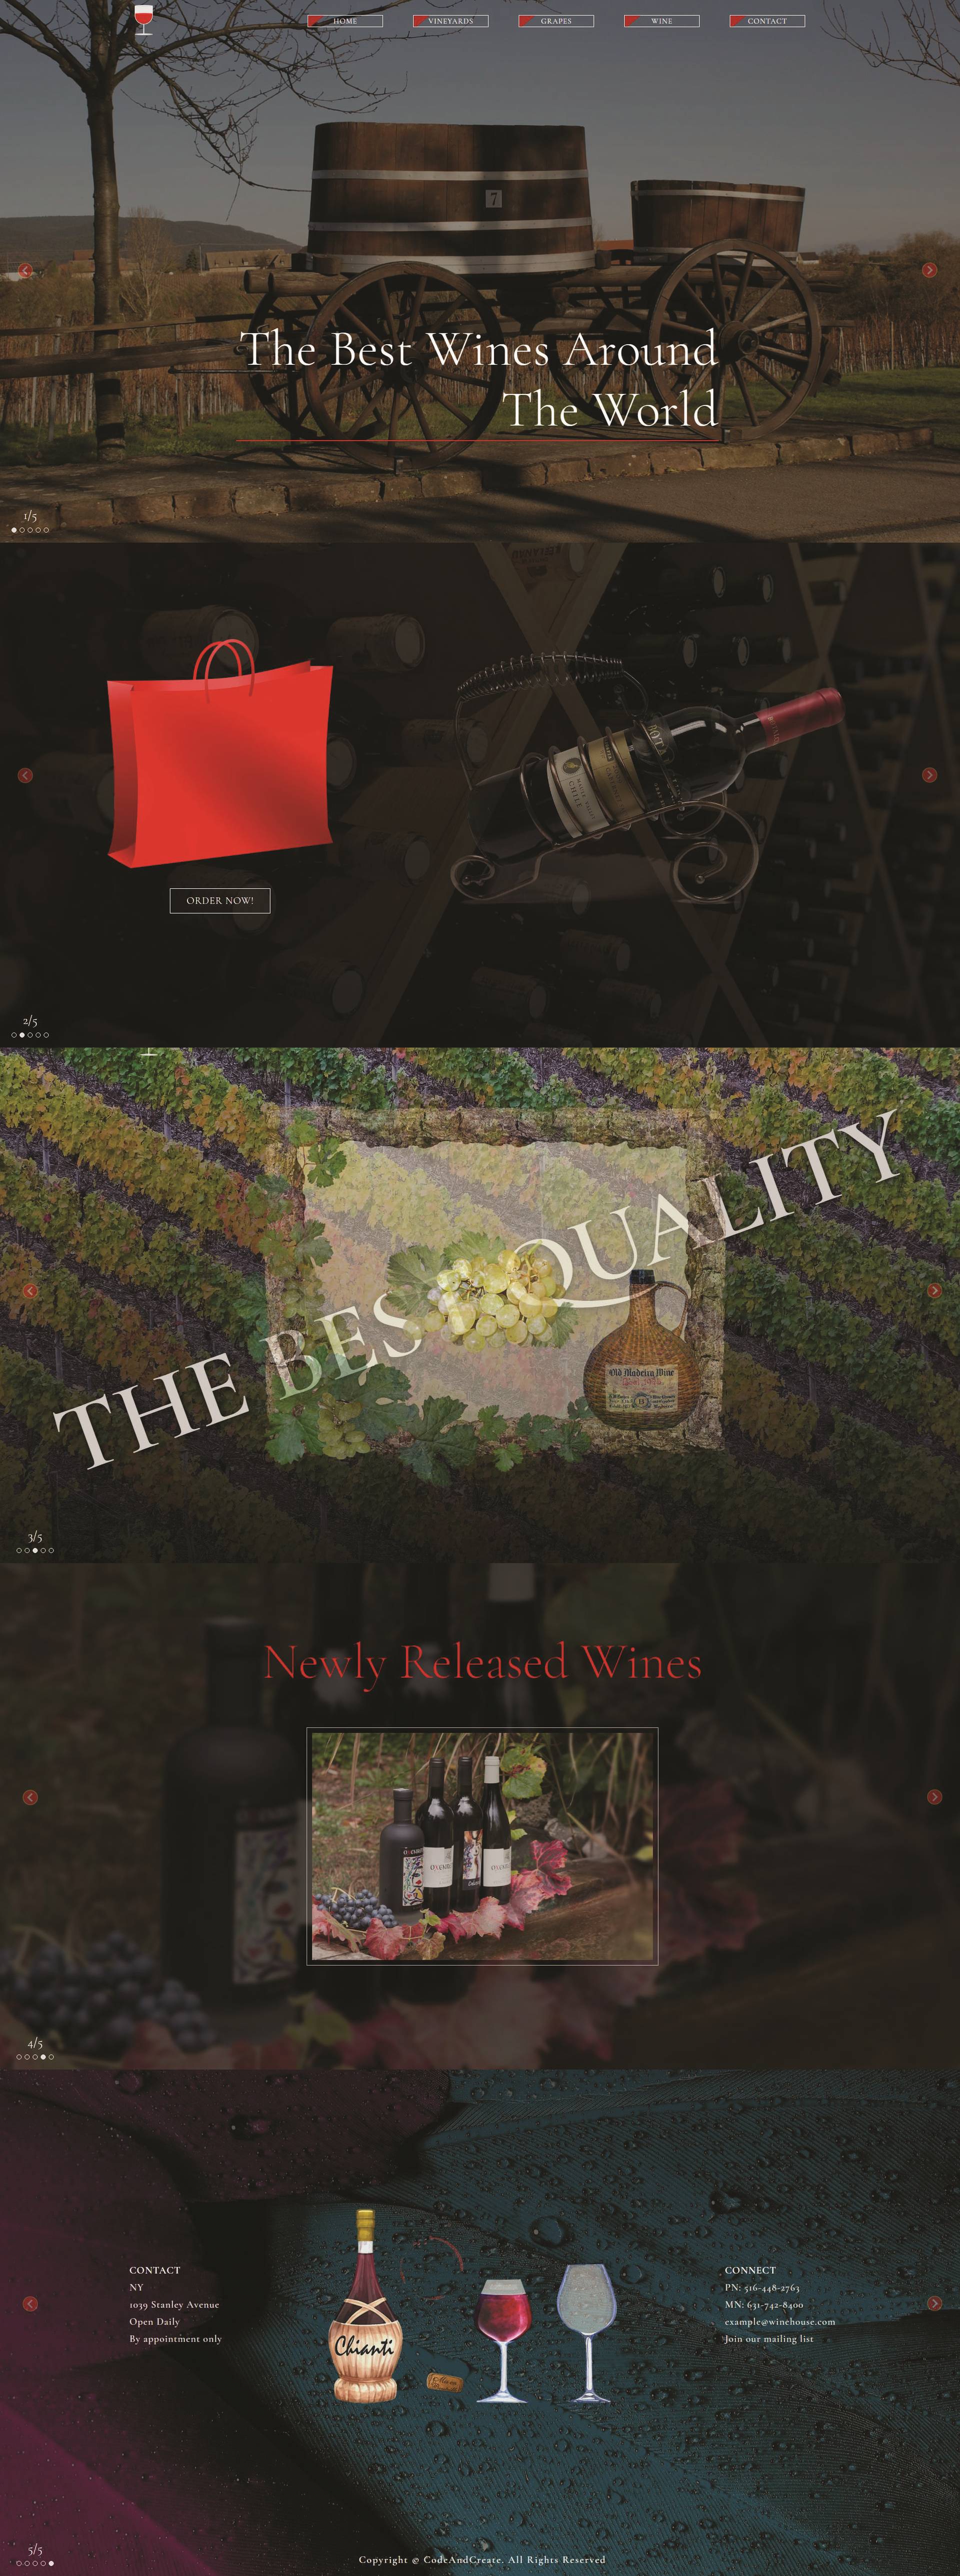 HOME
VINEYARDS
GRAPES
WINE
CONTACT
7
The Best Wines Around
The World
1/5
CHILE
ORDER NOW!
2/5
THE BEST QUALITY
Old Madeira Wine
3/5
Newly Released Wines
4/5
CONTACT
NY
1039 Stanley Avenue
Open Daily
By appointment only
Chianti
CONNECT
PN: 516-448-2763
MN: 631-742-8400
example@winehouse.com
Join our mailing list
5/5
Copyright © CodeAndCreate. All Rights Reserved